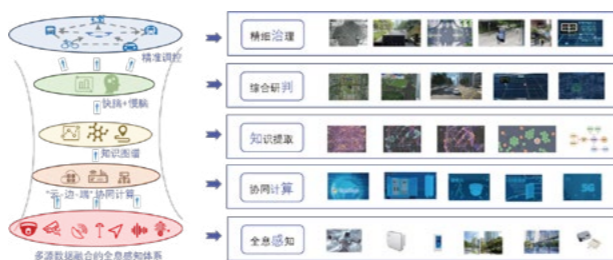 精准调控
精细治理
快脑+慢脑
综合研判
知识图谱
知识提取
"云-边-端" 协同计算
协同计算
多源数据融合的全息感知体系
全息感知
5G